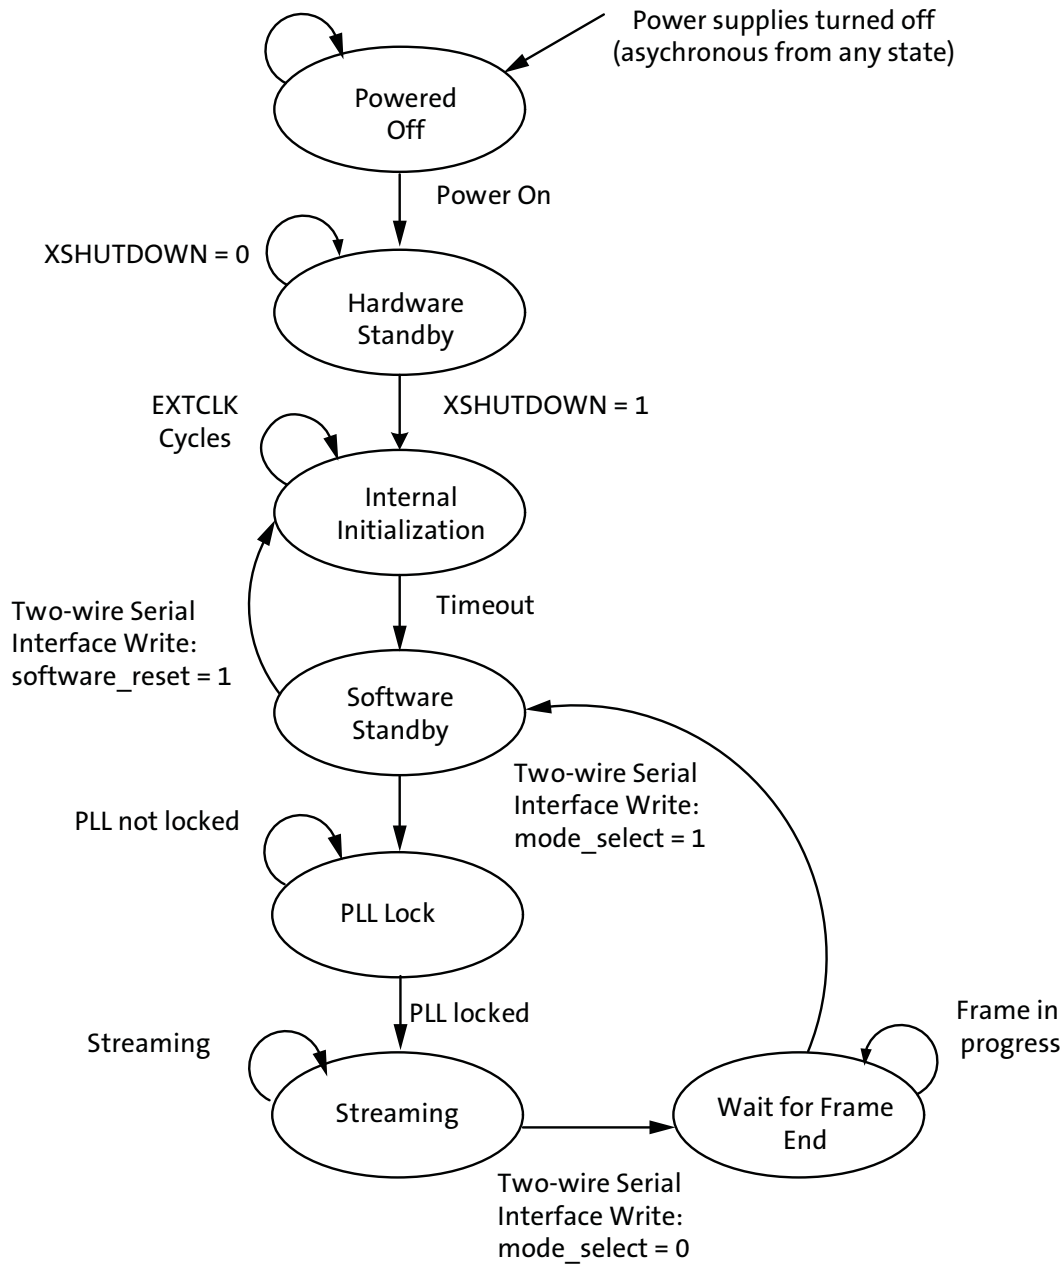 Power supplies turned off
(asychronous from any state)
Powered
Off
Power On
XSHUTDOWN = 0
Hardware
Standby
EXTCLK
Cycles
XSHUTDOWN = 1
Internal
Initialization
Two-wire Serial
Interface Write:
software_reset = 1
Timeout
Software
Standby
Two-wire Serial
Interface Write:
mode_select = 1
PLL not locked
PLL Lock
PLL locked
Streaming
Frame in
progress
Streaming
Wait for Frame
End
Two-wire Serial
Interface Write:
mode_select = 0